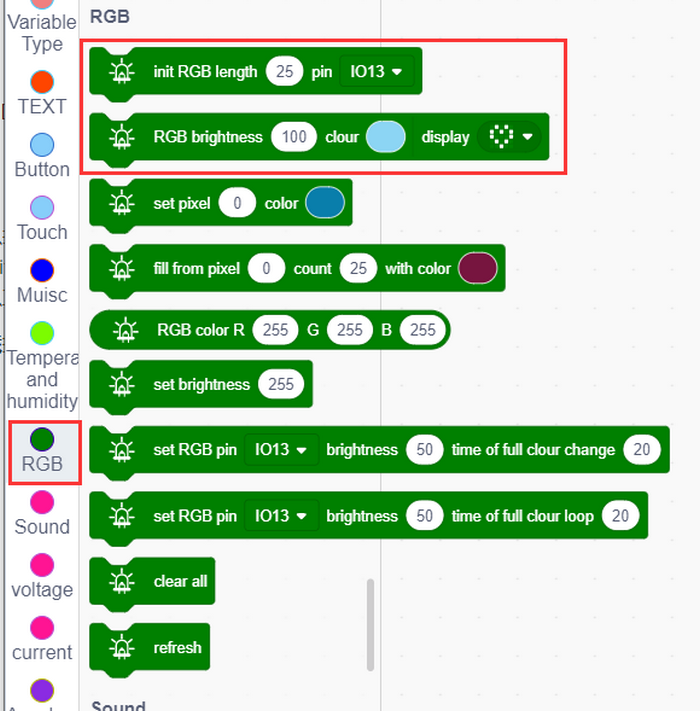 Variable
Type
TEXT
Button
Touch
Muisc
Tempera
and
humidity
RGB
Sound
voltage
current
RGB
init RGB length 25 pin IO13
RGB brightness 100 clour display
set pixel 0 color
fill from pixel 0 count 25 with color
RGB color R 255 G 255 B 255
set brightness 255
set RGB pin IO13 brightness 50 time of full clour change 20
set RGB pin IO13 brightness 50 time of full clour loop 20
clear all
refresh
Sound